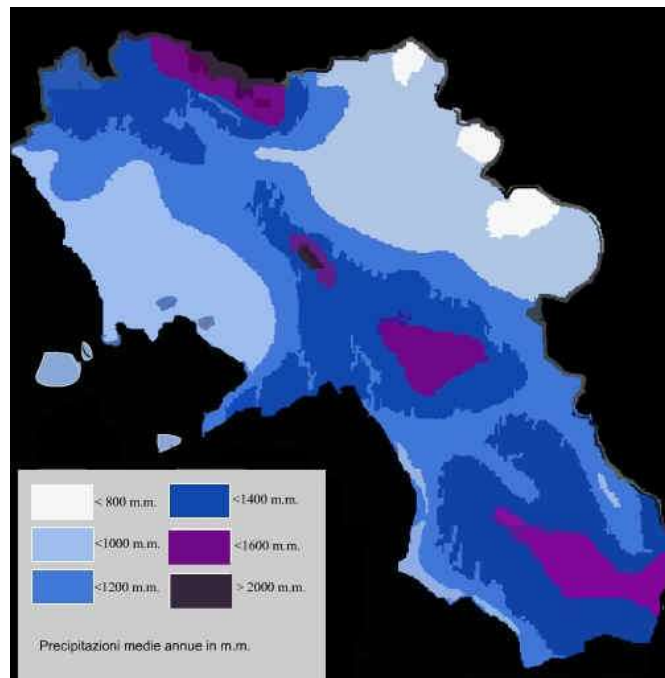 < 800 m.m.
<1400 m.m.
<1000 m.m.
<1600 m.m.
<1200 m.m.
> 2000 m.m.
Precipitazioni medie annue in m.m.